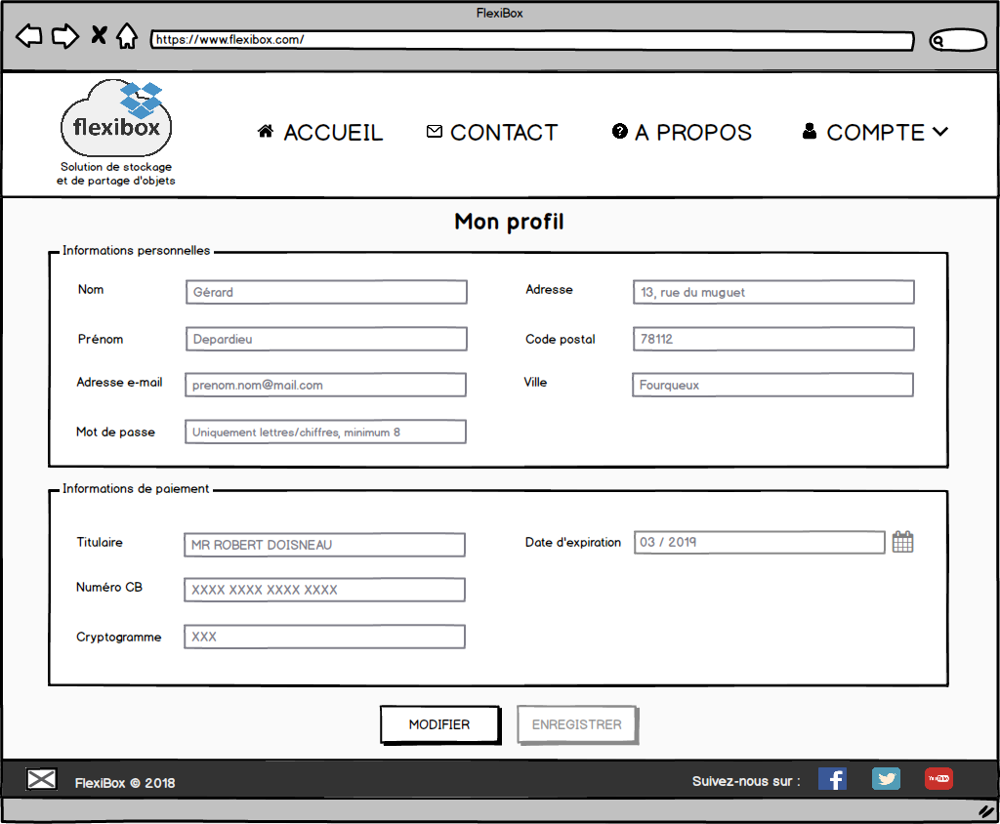 FlexiBox
https://www.flexibox.com/
flexibox
Solution de stockage
et de partage d'objets
ACCUEIL
CONTACT
A PROPOS
COMPTE
Mon profil
Informations personnelles
Nom
Gérard
Adresse
13, rue du muguet
Prénom
Depardieu
Code postal
78112
Adresse e-mail
prenom.nom@mail.com
Ville
Fourqueux
Mot de passe
Uniquement lettres/chiffres, minimum 8
Informations de paiement
Titulaire
MR ROBERT DOISNEAU
Date d'expiration
03 / 2019
Numéro CB
XXXX XXXX XXXX XXXX
Cryptogramme
XXX
MODIFIER
ENREGISTRER
FlexiBox © 2018
Suivez-nous sur :
YouTube